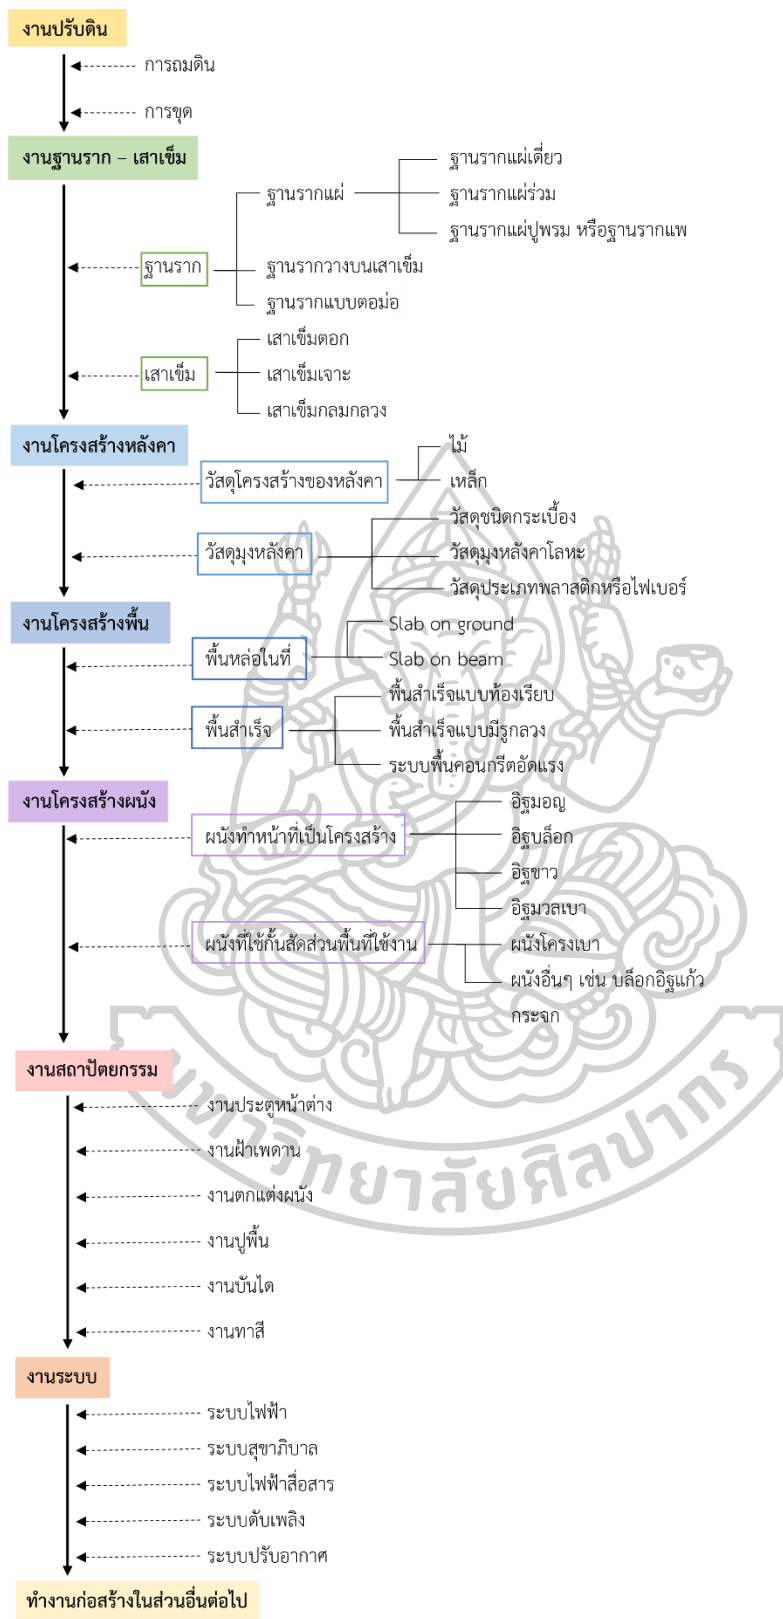 งานปรับดิน
การถมดิน
การขุด
งานฐานราก – เสาเข็ม
ฐานรากแผ่เดี่ยว
ฐานรากแผ่
ฐานรากแผ่ร่วม
ฐานรากแผ่ปูพรม หรือฐานรากแพ
ฐานราก
ฐานรากวางบนเสาเข็ม
ฐานรากแบบตอม่อ
เสาเข็มตอก
เสาเข็ม
เสาเข็มเจาะ
เสาเข็มกลมกลวง
งานโครงสร้างหลังคา
ไม้
วัสดุโครงสร้างของหลังคา
เหล็ก
วัสดุชนิดกระเบื้อง
วัสดุมุงหลังคา
วัสดุมุงหลังคาโลหะ
วัสดุประเภทพลาสติกหรือไฟเบอร์
งานโครงสร้างพื้น
Slab on ground
พื้นหล่อในที่
Slab on beam
พื้นสำเร็จแบบท้องเรียบ
พื้นสำเร็จ
พื้นสำเร็จแบบมีรูกลวง
ระบบพื้นคอนกรีตอัดแรง
งานโครงสร้างผนัง
อิฐมอญ
ผนังทำหน้าที่เป็นโครงสร้าง
อิฐบล็อก
อิฐขาว
อิฐมวลเบา
ผนังที่ใช้กั้นสัดส่วนพื้นที่ใช้งาน
ผนังโครงเบา
ผนังอื่นๆ เช่น บล็อกอิฐแก้ว
กระจก
งานสถาปัตยกรรม
งานประตูหน้าต่าง
งานฝ้าเพดาน
งานตกแต่งผนัง
งานปูพื้น
งานบันได
งานทาสี
มหาวิทยาลัยศิลปากร
งานระบบ
ระบบไฟฟ้า
ระบบสุขาภิบาล
ระบบไฟฟ้าสื่อสาร
ระบบดับเพลิง
ระบบปรับอากาศ
ทำงานก่อสร้างในส่วนอื่นต่อไป